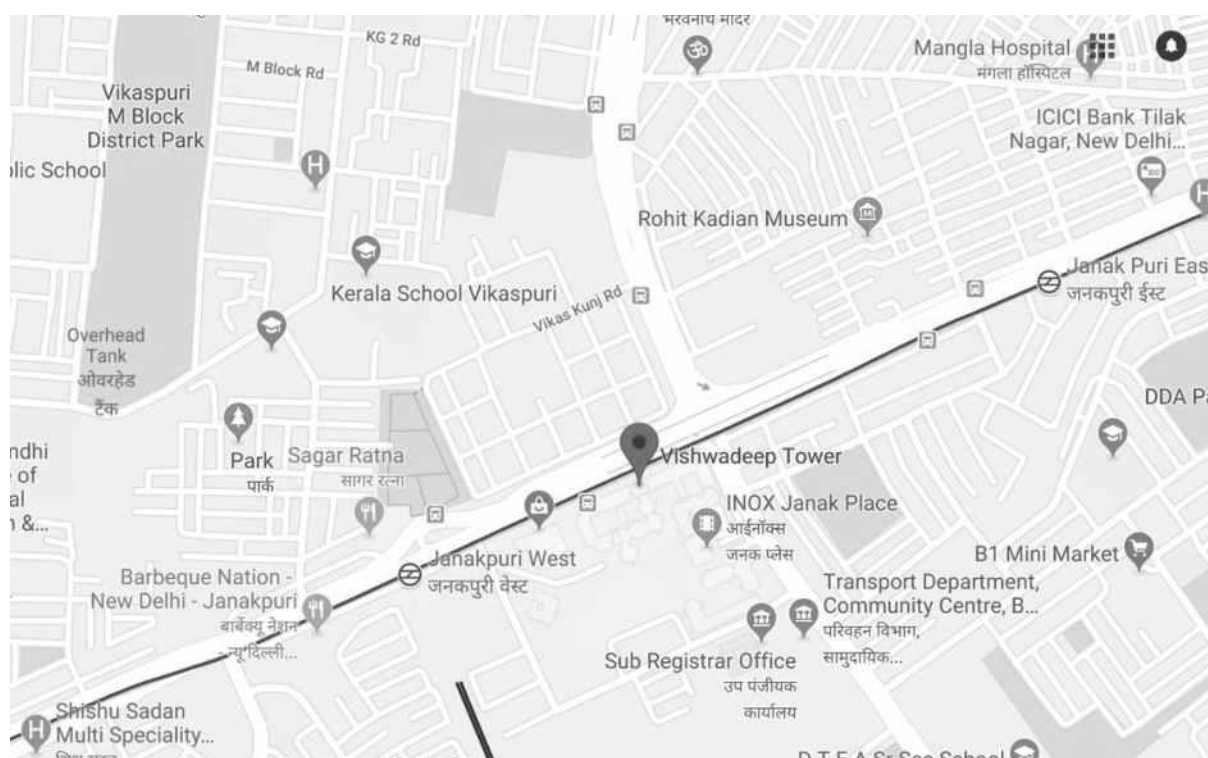 भैरवनाथ मंदिर
KG 2 Rd
Mangla Hospital
मंगला हॉस्पिटल
M Block Rd
Vikaspuri
M Block
District Park
ICICI Bank Tilak
Nagar, New Delhi...
lic School
Rohit Kadian Museum
Janak Puri Eas
जनकपुरी ईस्ट
Kerala School Vikaspuri
Vikas Kunj Rd
Overhead
Tank
ओवरहेड
टैंक
DDA Pa
ndhi
e of
al
n &...
Park
पार्क
Sagar Ratna
सागर रत्ना
Vishwadeep Tower
INOX Janak Place
आईनॉक्स
जनक प्लेस
B1 Mini Market
Janakpuri West
जनकपुरी वेस्ट
Barbeque Nation -
New Delhi - Janakpuri
बार्बेक्यू नेशन
- न्यू दिल्ली...
Transport Department,
Community Centre, B...
परिवहन विभाग,
सामुदायिक...
Sub Registrar Office
उप पंजीयक
कार्यालय
Shishu Sadan
Multi Speciality...